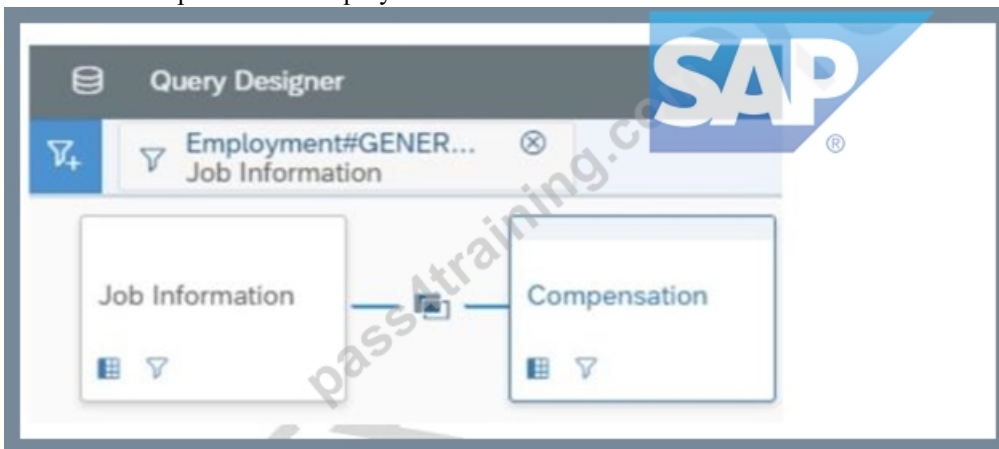 Query Designer
SAP
®
Employment#GENER...
Job Information
Job Information
Compensation
pass4training.co